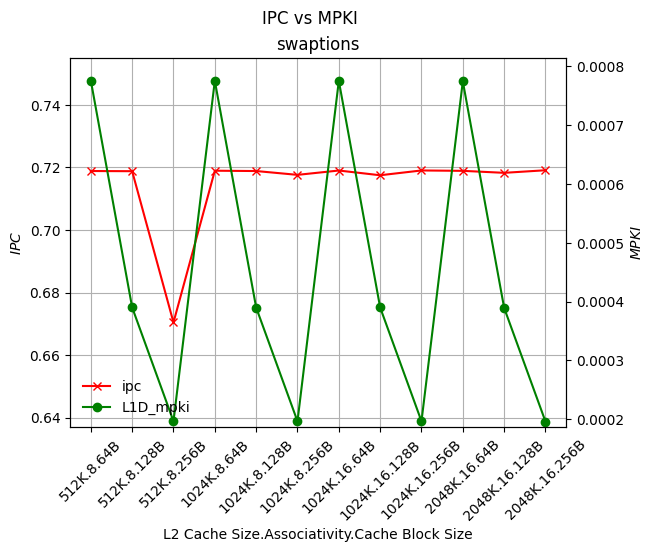 IPC vs MPKI
swaptions
0.74
0.72
0.70
0.68
0.66
0.64
IPC
0.0008
0.0007
0.0006
0.0005
0.0004
0.0003
0.0002
MPKI
ipc
L1D_mpki
512K.8.64B
512K.8.128B
512K.8.256B
1024K.8.64B
1024K.8.128B
1024K.8.256B
1024K.16.64B
1024K.16.128B
1024K.16.256B
2048K.16.64B
2048K.16.128B
2048K.16.256B
L2 Cache Size.Associativity.Cache Block Size